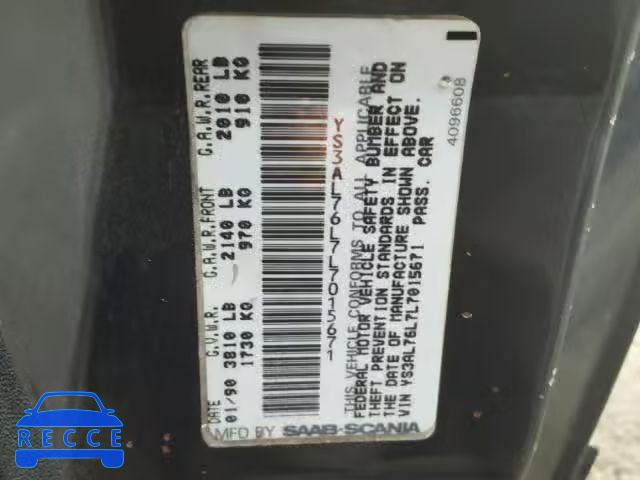 MFD BY SAAB-SCANIA
DATE G.V.W.R. G.A.W.R.FRONT G.A.W.R.REAR
01/90 3810 LB 2140 LB 2010 LB
1730 KG 970 KG 910 KG
YS3AL76L7L7015671
THIS VEHICLE CONFORMS TO ALL APPLICABLE
FEDERAL MOTOR VEHICLE SAFETY BUMBER AND
THEFT PREVENTION STANDARDS IN EFFECT ON
THE DATE OF MANUFACTURE SHOWN ABOVE.
VIN YS3AL76L7L7015671 PASS. CAR
4096608
RECCE